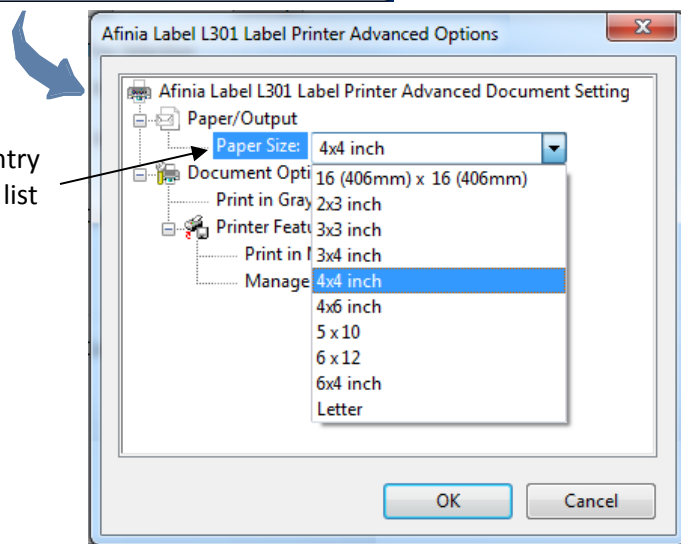 Afinia Label L301 Label Printer Advanced Options
Afinia Label L301 Label Printer Advanced Document Setting
Paper/Output
ntry
list
Paper Size: 4x4 inch
Document Opti
16 (406mm) x 16 (406mm)
Print in Gray
2x3 inch
Printer Featu
3x3 inch
Print in
3x4 inch
Manage
4x4 inch
4x6 inch
5 x 10
6 x 12
6x4 inch
Letter
OK
Cancel